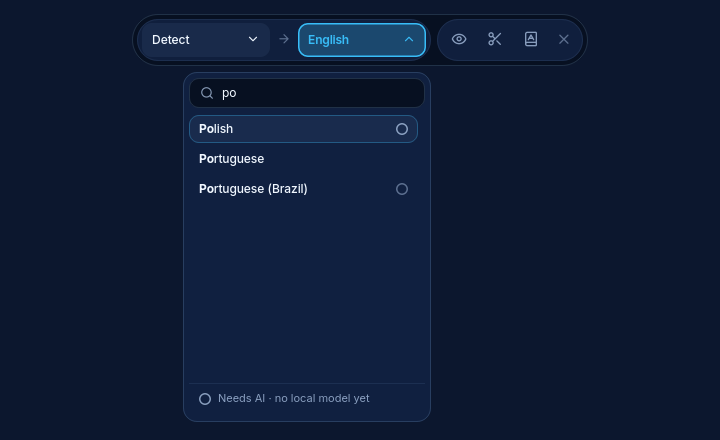 Detect
English
po
Polish
Portuguese
Portuguese (Brazil)
Needs AI · no local model yet